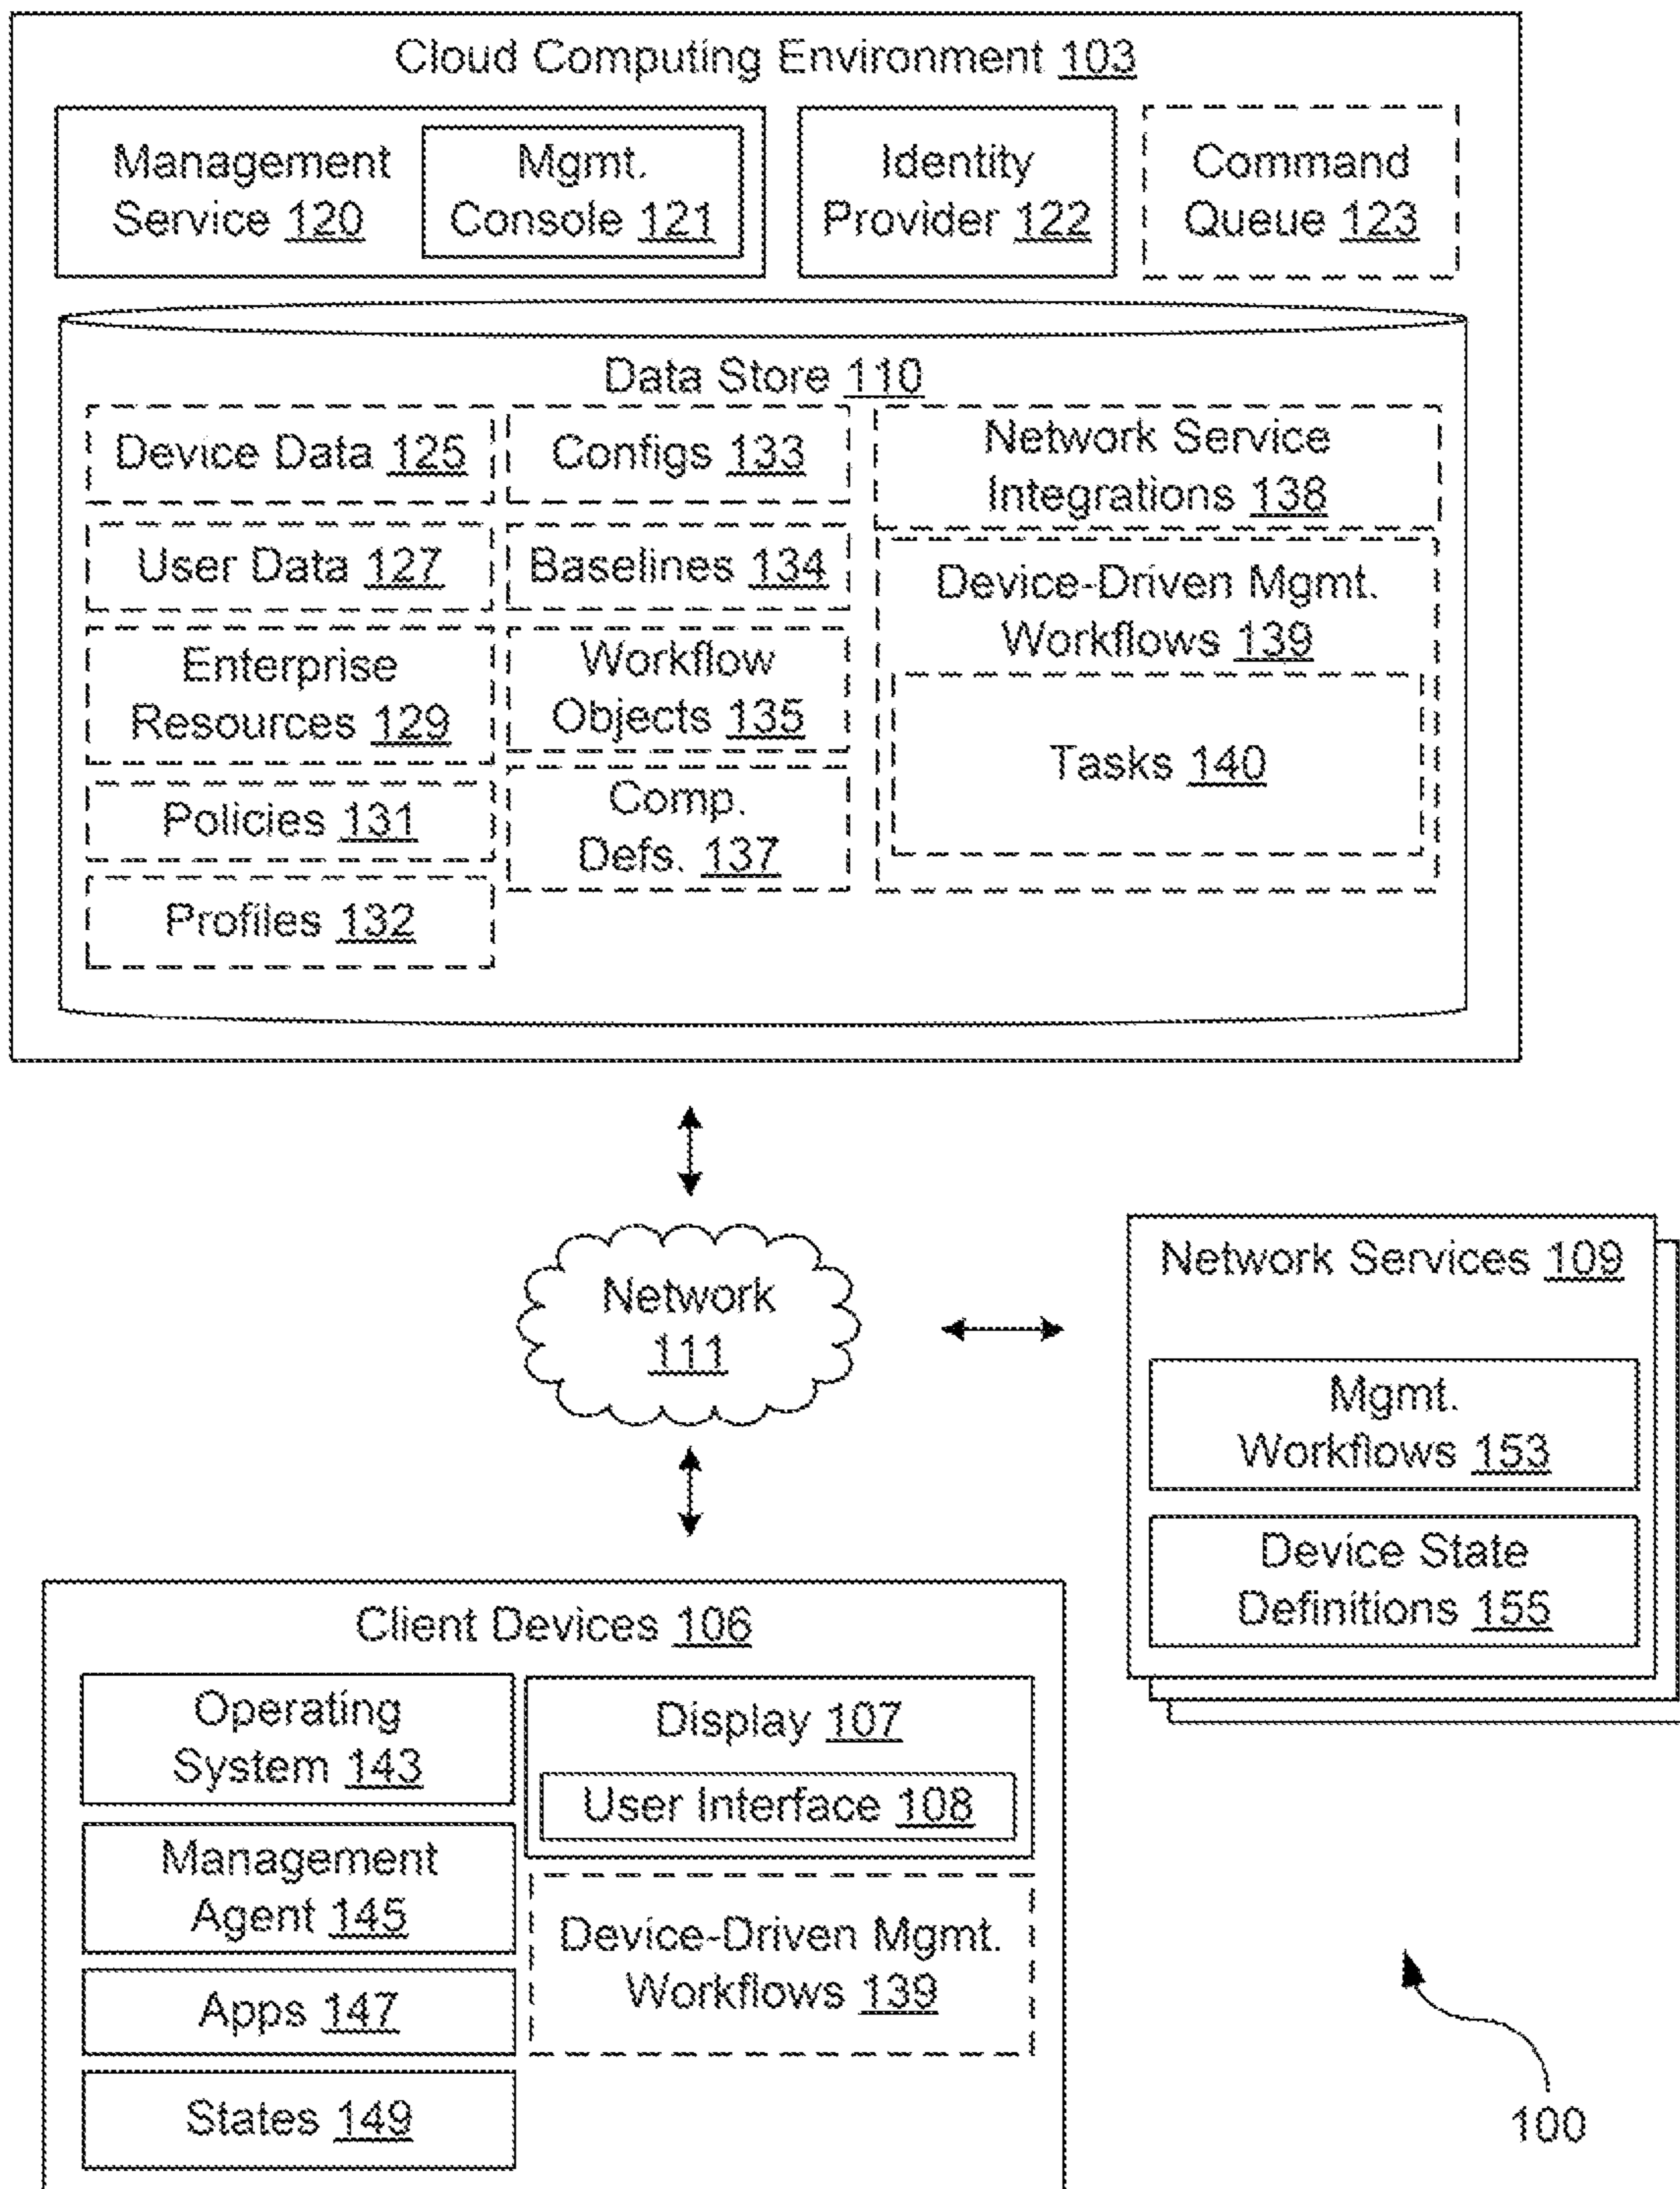 Cloud Computing Environment 103
Management
Service 120
Mgmt.
Console 121
Identity
Provider 122
Command
Queue 123
Data Store 110
Device Data 125
User Data 127
Enterprise
Resources 129
Policies 131
Profiles 132
Configs 133
Baselines 134
Workflow
Objects 135
Comp.
Defs. 137
Network Service
Integrations 138
Device-Driven Mgmt.
Workflows 139
Tasks 140
Network
111
Network Services 109
Mgmt.
Workflows 153
Device State
Definitions 155
Client Devices 106
Operating
System 143
Management
Agent 145
Apps 147
States 149
Display 107
User Interface 108
Device-Driven Mgmt.
Workflows 139
100